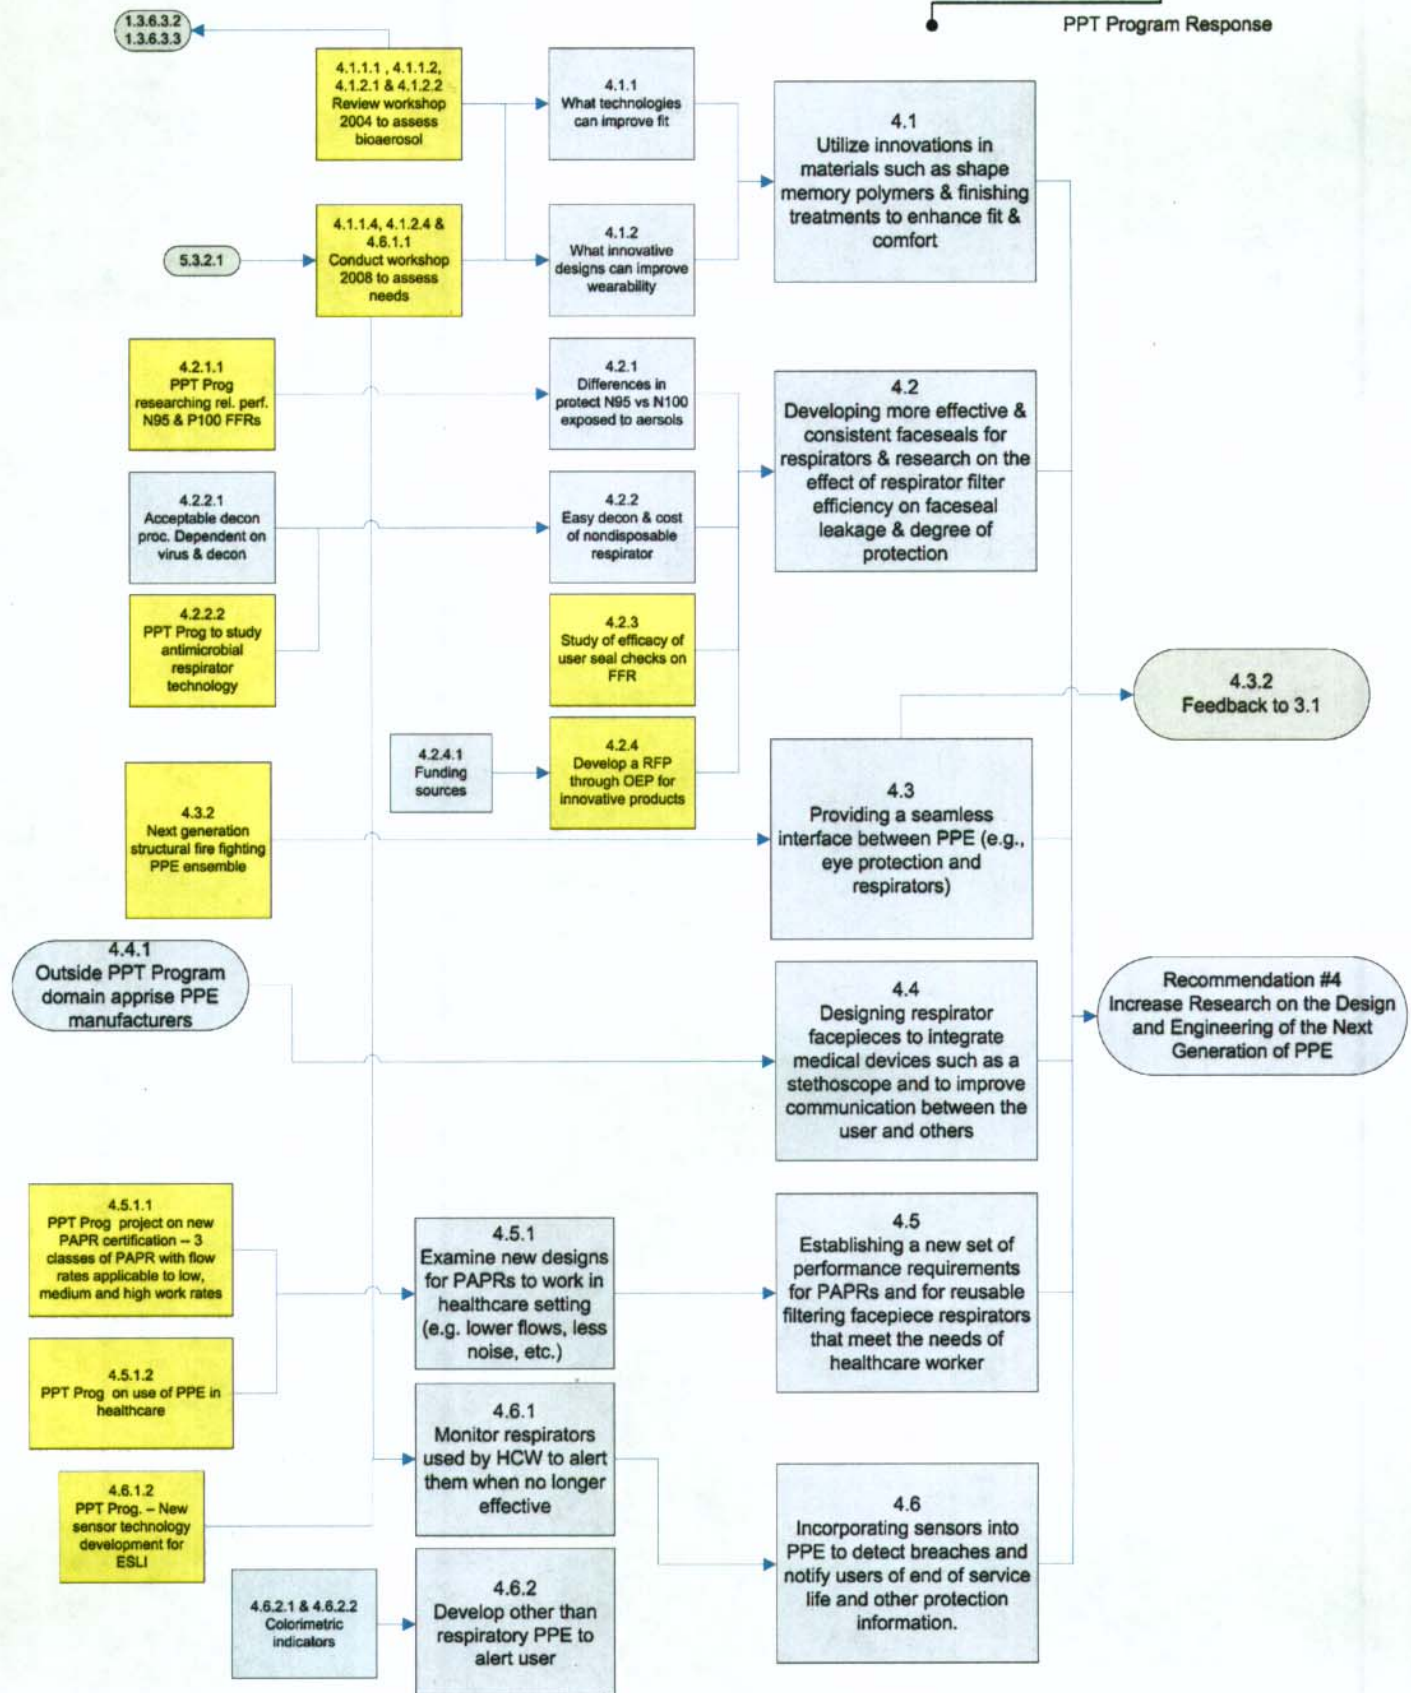 PPT Program Response
1.3.6.3.2
1.3.6.3.3
4.1.1.1 , 4.1.1.2,
4.1.2.1 & 4.1.2.2
Review workshop
2004 to assess
bioaerosol
4.1.1
What technologies
can improve fit
4.1
Utilize innovations in
materials such as shape
memory polymers & finishing
treatments to enhance fit &
comfort
5.3.2.1
4.1.1.4, 4.1.2.4 &
4.6.1.1
Conduct workshop
2008 to assess
needs
4.1.2
What innovative
designs can improve
wearability
4.2.1.1
PPT Prog
researching rel. perf.
N95 & P100 FFRs
4.2.1
Differences in
protect N95 vs N100
exposed to aersols
4.2
Developing more effective &
consistent faceseals for
respirators & research on the
effect of respirator filter
efficiency on faceseal
leakage & degree of
protection
4.2.2.1
Acceptable decon
proc. Dependent on
virus & decon
4.2.2
Easy decon & cost
of nondisposable
respirator
4.2.2.2
PPT Prog to study
antimicrobial
respirator
technology
4.2.3
Study of efficacy of
user seal checks on
FFR
4.3.2
Feedback to 3.1
4.2.4.1
Funding
sources
4.2.4
Develop a RFP
through OEP for
innovative products
4.3.2
Next generation
structural fire fighting
PPE ensemble
4.3
Providing a seamless
interface between PPE (e.g.,
eye protection and
respirators)
4.4.1
Outside PPT Program
domain apprise PPE
manufacturers
4.4
Designing respirator
facepieces to integrate
medical devices such as a
stethoscope and to improve
communication between the
user and others
Recommendation #4
Increase Research on the Design
and Engineering of the Next
Generation of PPE
4.5.1.1
PPT Prog project on new
PAPR certification – 3
classes of PAPR with flow
rates applicable to low,
medium and high work rates
4.5.1
Examine new designs
for PAPRs to work in
healthcare setting
(e.g. lower flows, less
noise, etc.)
4.5
Establishing a new set of
performance requirements
for PAPRs and for reusable
filtering facepiece respirators
that meet the needs of
healthcare worker
4.5.1.2
PPT Prog on use of PPE in
healthcare
4.6.1
Monitor respirators
used by HCW to alert
them when no longer
effective
4.6.1.2
PPT Prog. – New
sensor technology
development for
ESLI
4.6
Incorporating sensors into
PPE to detect breaches and
notify users of end of service
life and other protection
information.
4.6.2.1 & 4.6.2.2
Colorimetric
indicators
4.6.2
Develop other than
respiratory PPE to
alert user